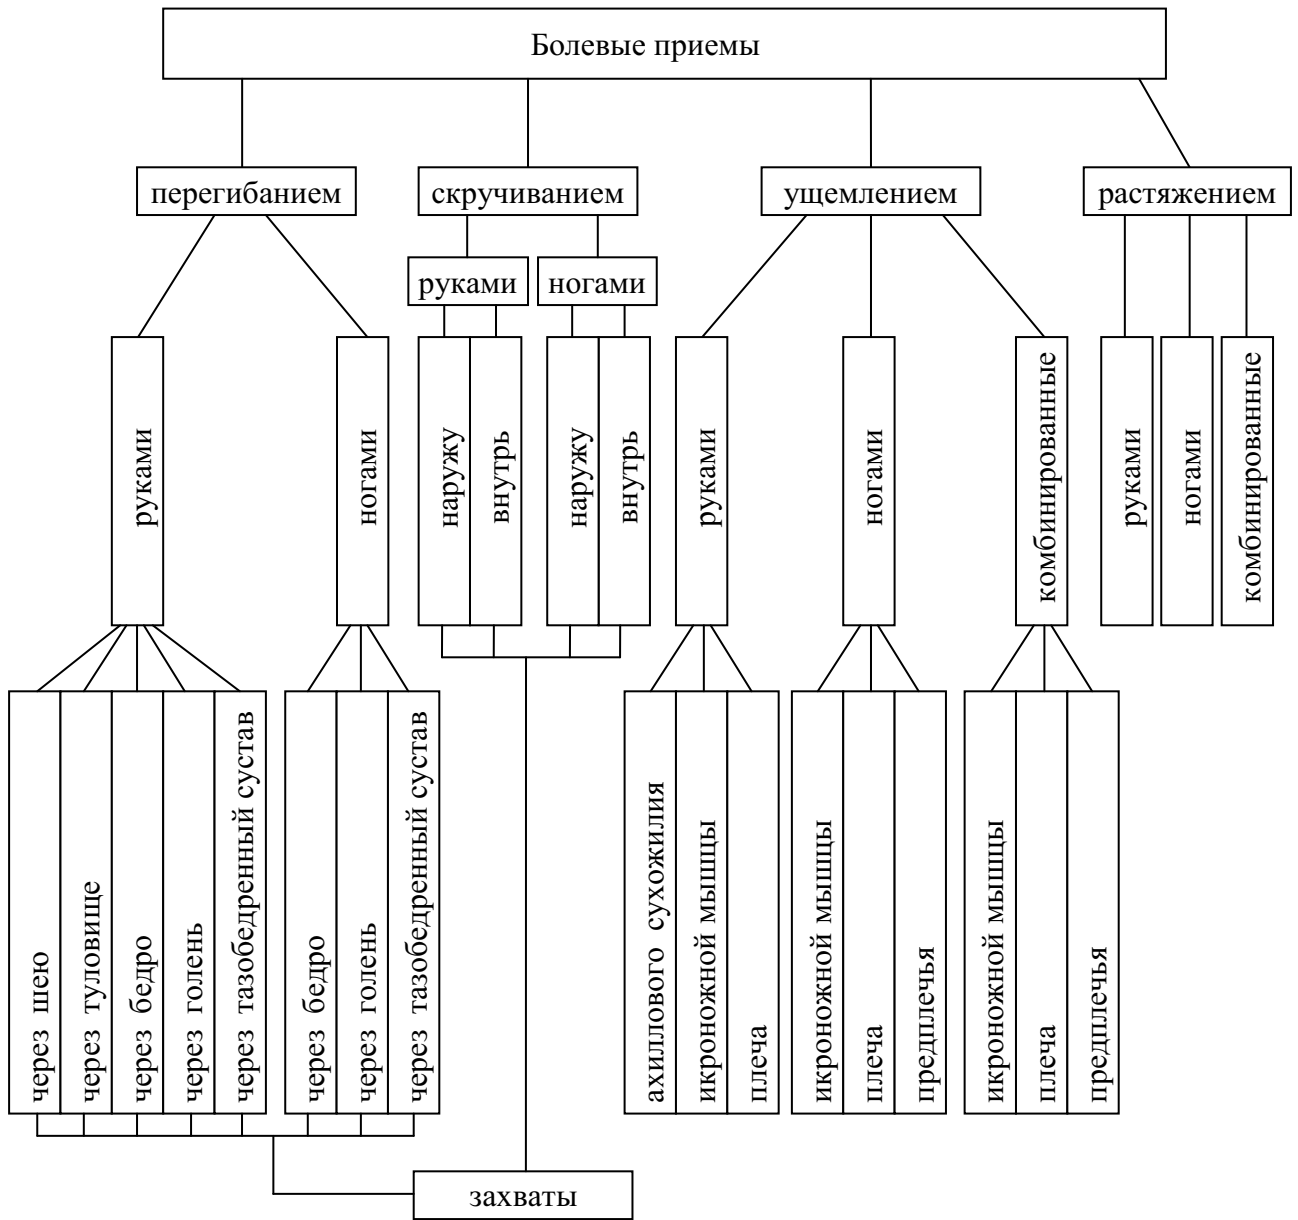 Болевые приемы
перегибанием
скручиванием
ущемлением
растяжением
руками
ногами
руками
ногами
наружу
внутрь
наружу
внутрь
руками
ногами
комбинированные
руками
ногами
комбинированные
через шею
через туловище
через бедро
через голень
через тазобедренный сустав
через бедро
через голень
через тазобедренный сустав
ахиллового сухожилия
икроножной мышцы
плеча
икроножной мышцы
плеча
предплечья
икроножной мышцы
плеча
предплечья
захваты